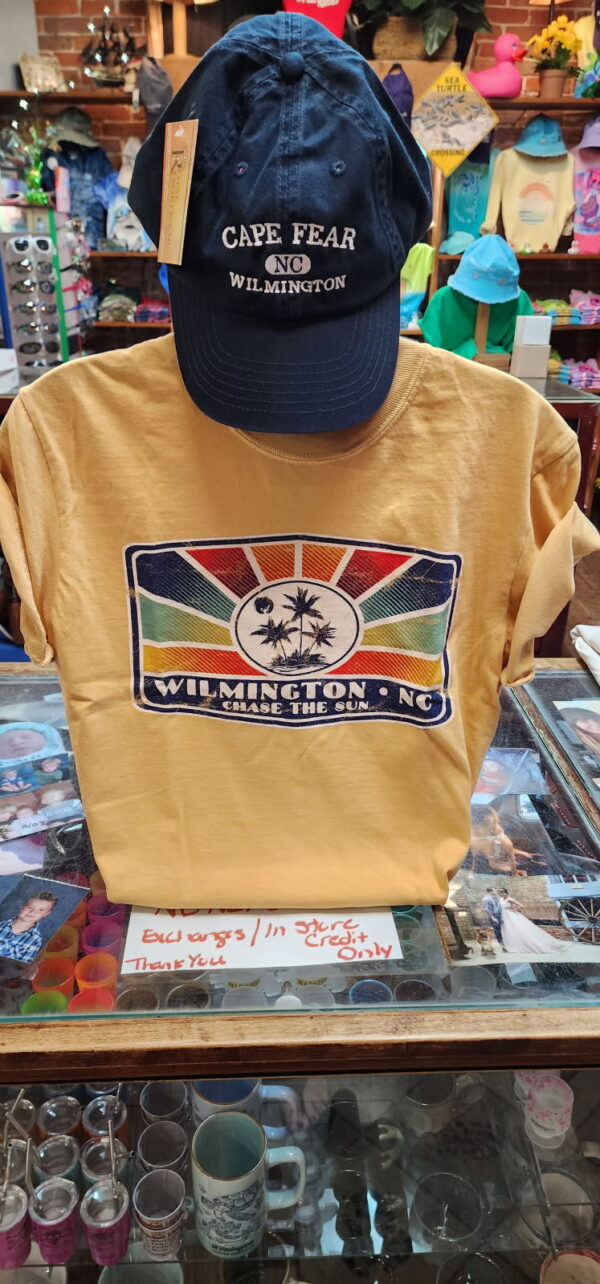 SEA
TURTLE
CROSSING
CAPE FEAR
NC
WILMINGTON
WILMINGTON • NC
CHASE THE SUN
Exchanges / In Store
Credit
Only
Thank You